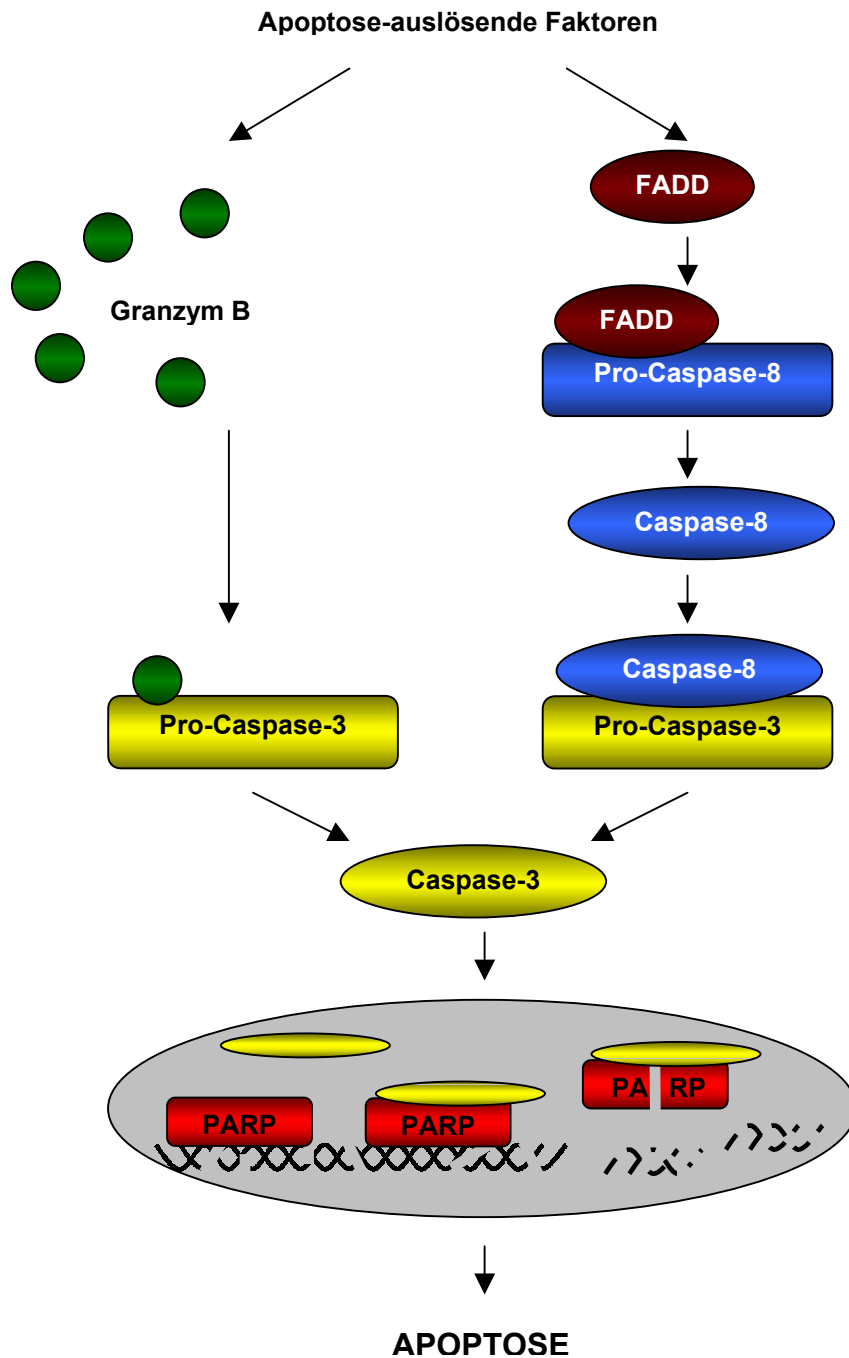 Apoptose-auslösende Faktoren
FADD
FADD
Granzym B
Pro-Caspase-8
Caspase-8
Caspase-8
Pro-Caspase-3
Pro-Caspase-3
Caspase-3
PARP
PARP
PA RP
APOPTOSE